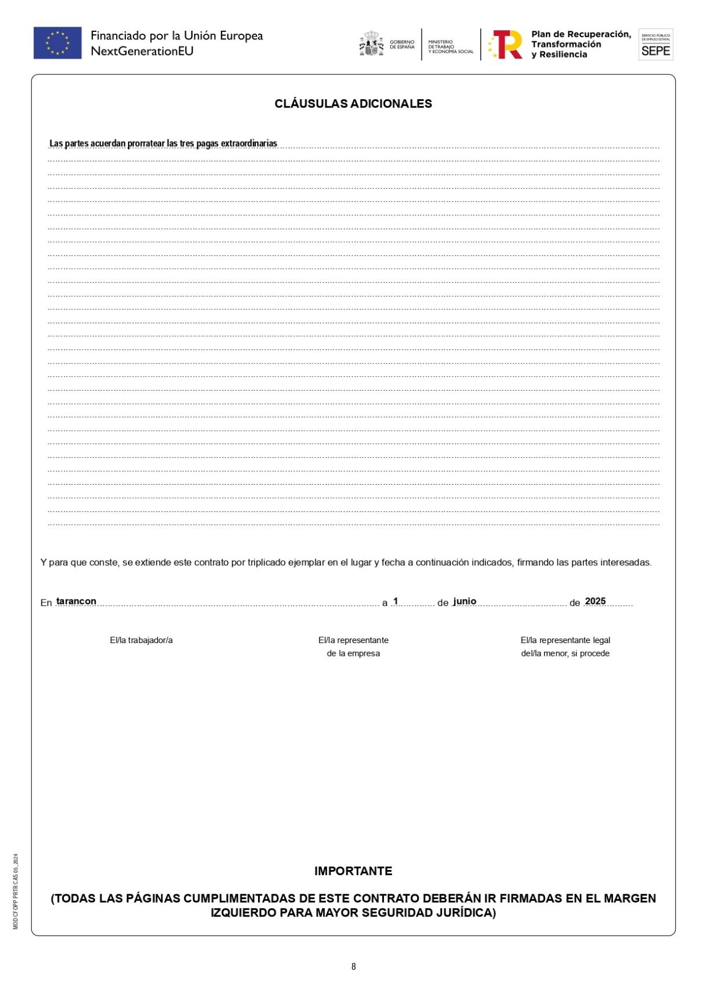 Financiado por la Unión Europea
NextGenerationEU
GOBIERNO
DE ESPAÑA
MINISTERIO
DE TRABAJO
Y ECONOMÍA SOCIAL
Plan de Recuperación,
Transformación
y Resiliencia
SERVICIO PÚBLICO
DE EMPLEO ESTATAL
SEPE
CLÁUSULAS ADICIONALES
Las partes acuerdan prorratear las tres pagas extraordinarias
Y para que conste, se extiende este contrato por triplicado ejemplar en el lugar y fecha a continuación indicados, firmando las partes interesadas.
En tarancon a 1 de junio de 2025
El/la trabajador/a
El/la representante
de la empresa
El/la representante legal
del/la menor, si procede
IMPORTANTE
(TODAS LAS PÁGINAS CUMPLIMENTADAS DE ESTE CONTRATO DEBERÁN IR FIRMADAS EN EL MARGEN
IZQUIERDO PARA MAYOR SEGURIDAD JURÍDICA)
MOD CFOPP PRTR CAS 05_2024
8